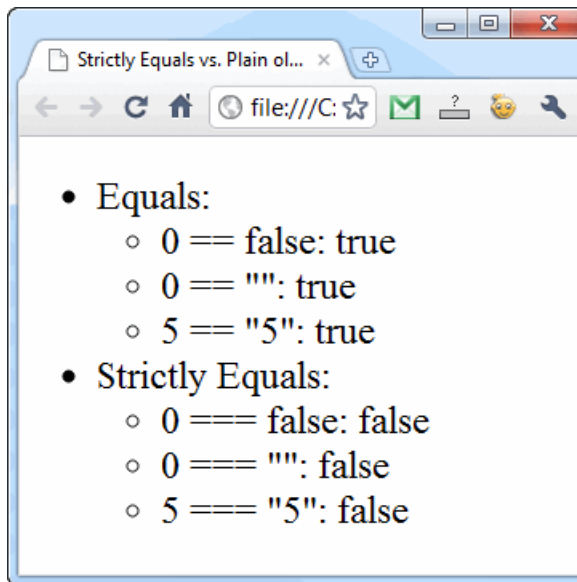 Strictly Equals vs. Plain ol...
file:///C:
?
Equals:
0 == false: true
0 == "": true
5 == "5": true
Strictly Equals:
0 === false: false
0 === "": false
5 === "5": false